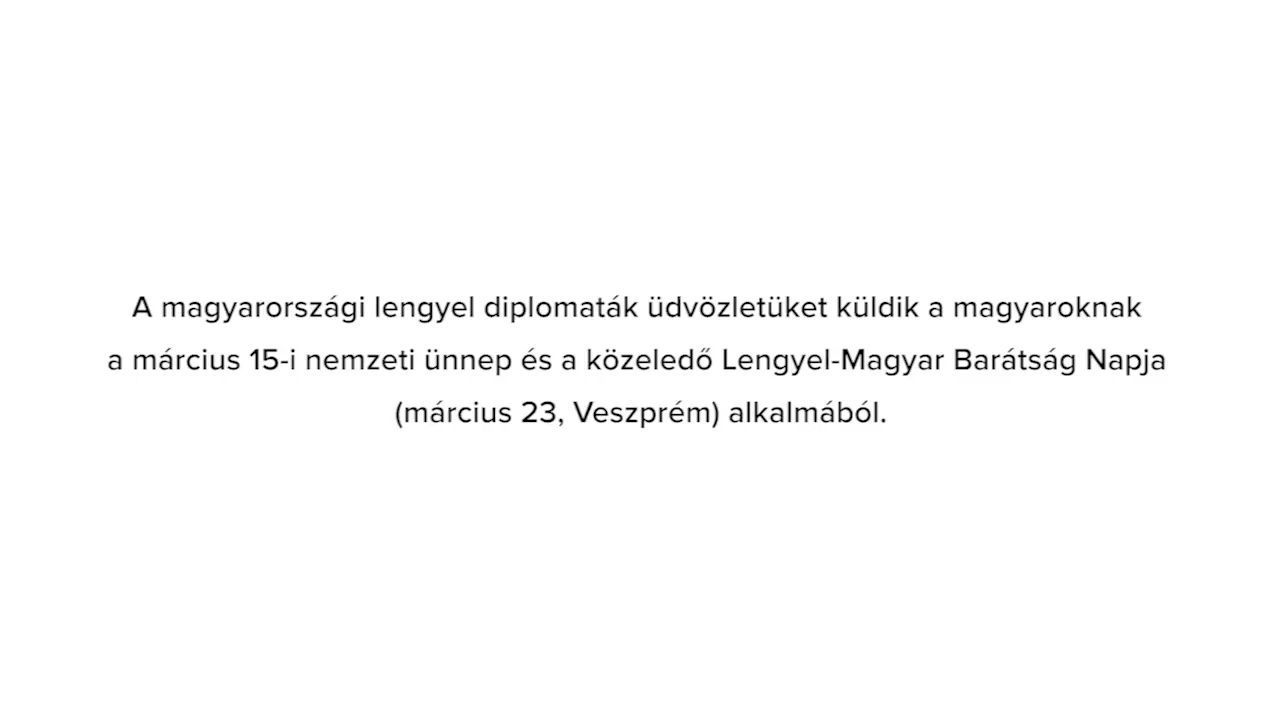 A magyarországi lengyel diplomaták üdvözletüket küldik a magyaroknak
a március 15-i nemzeti ünnep és a közeledő Lengyel-Magyar Barátság Napja
(március 23, Veszprém) alkalmából.